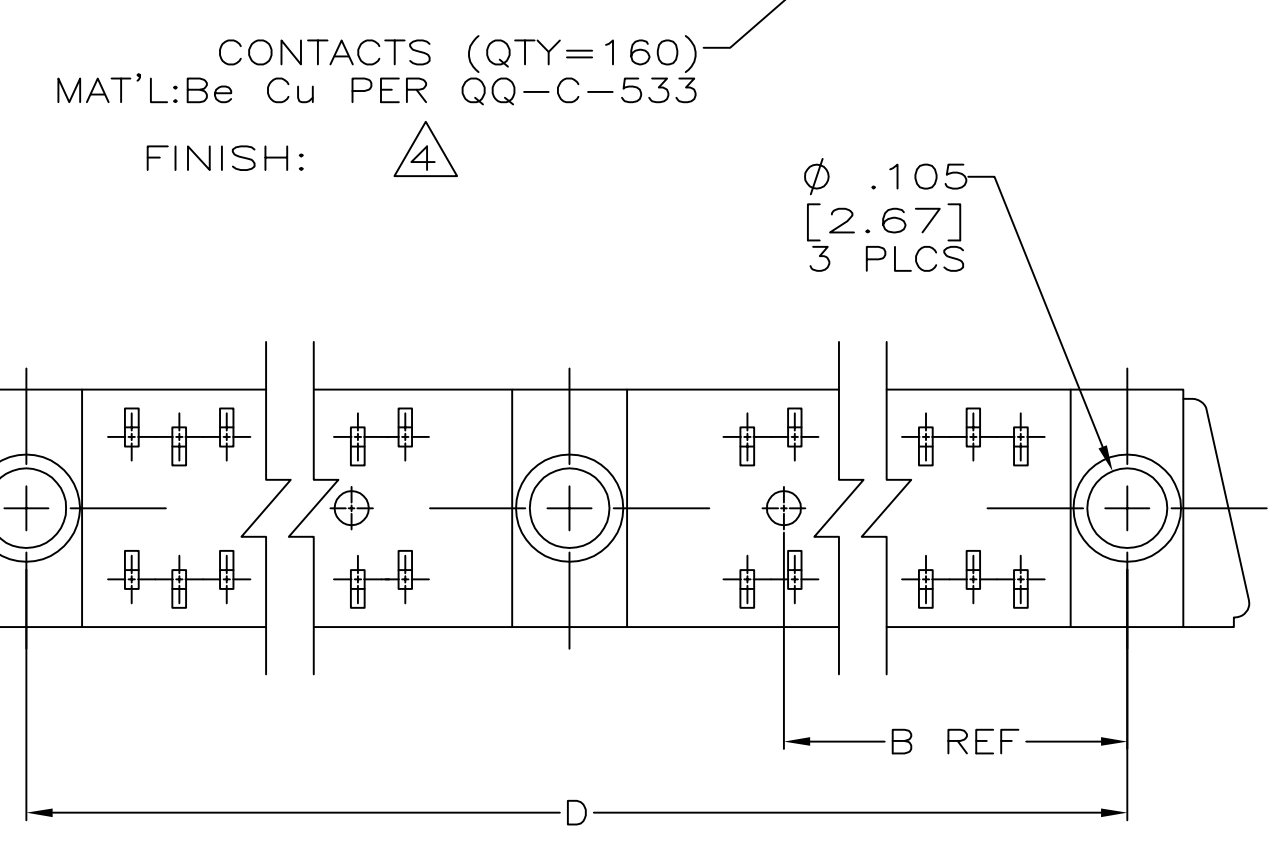 CONTACTS (QTY=160)
MAT'L:Be Cu PER QQ-C-533
FINISH: 4
Ø .105
[2.67]
3 PLCS
B REF
D